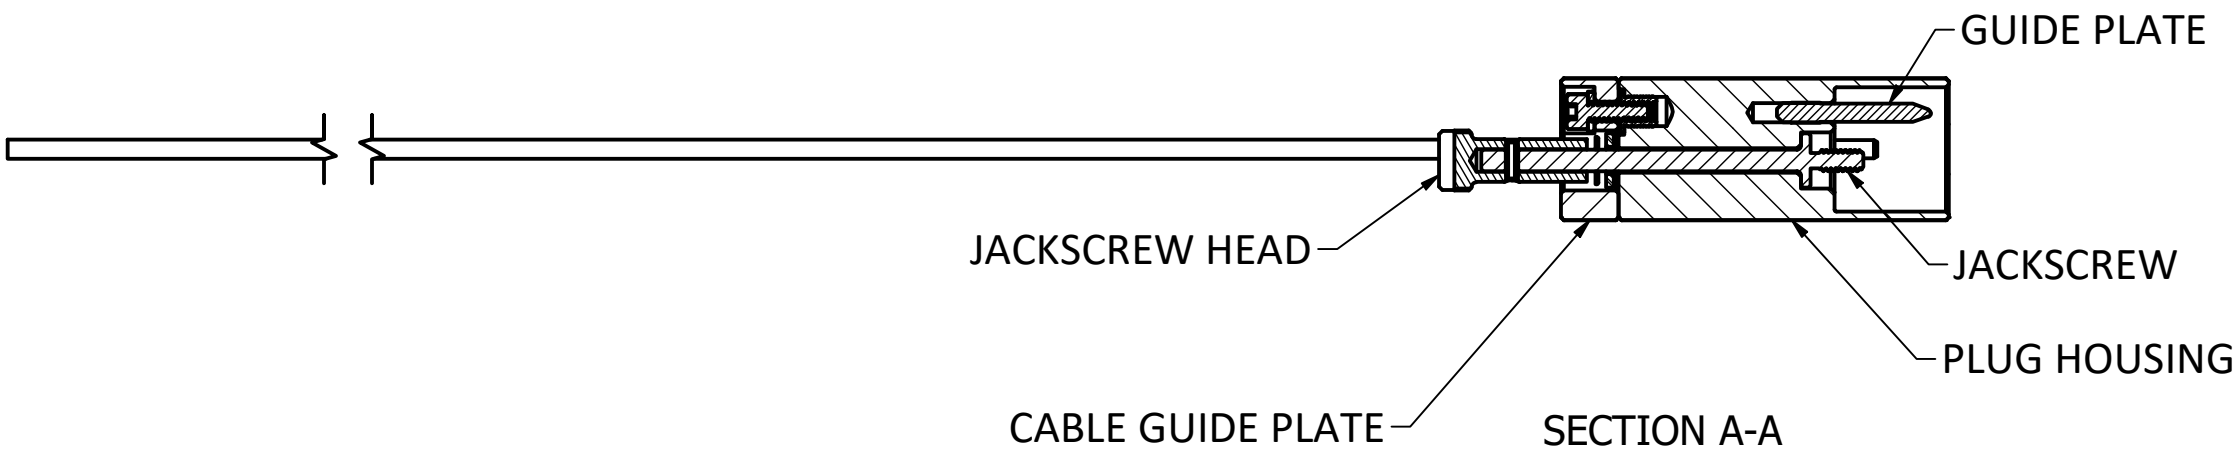 GUIDE PLATE
JACKSCREW HEAD
JACKSCREW
PLUG HOUSING
CABLE GUIDE PLATE
SECTION A-A